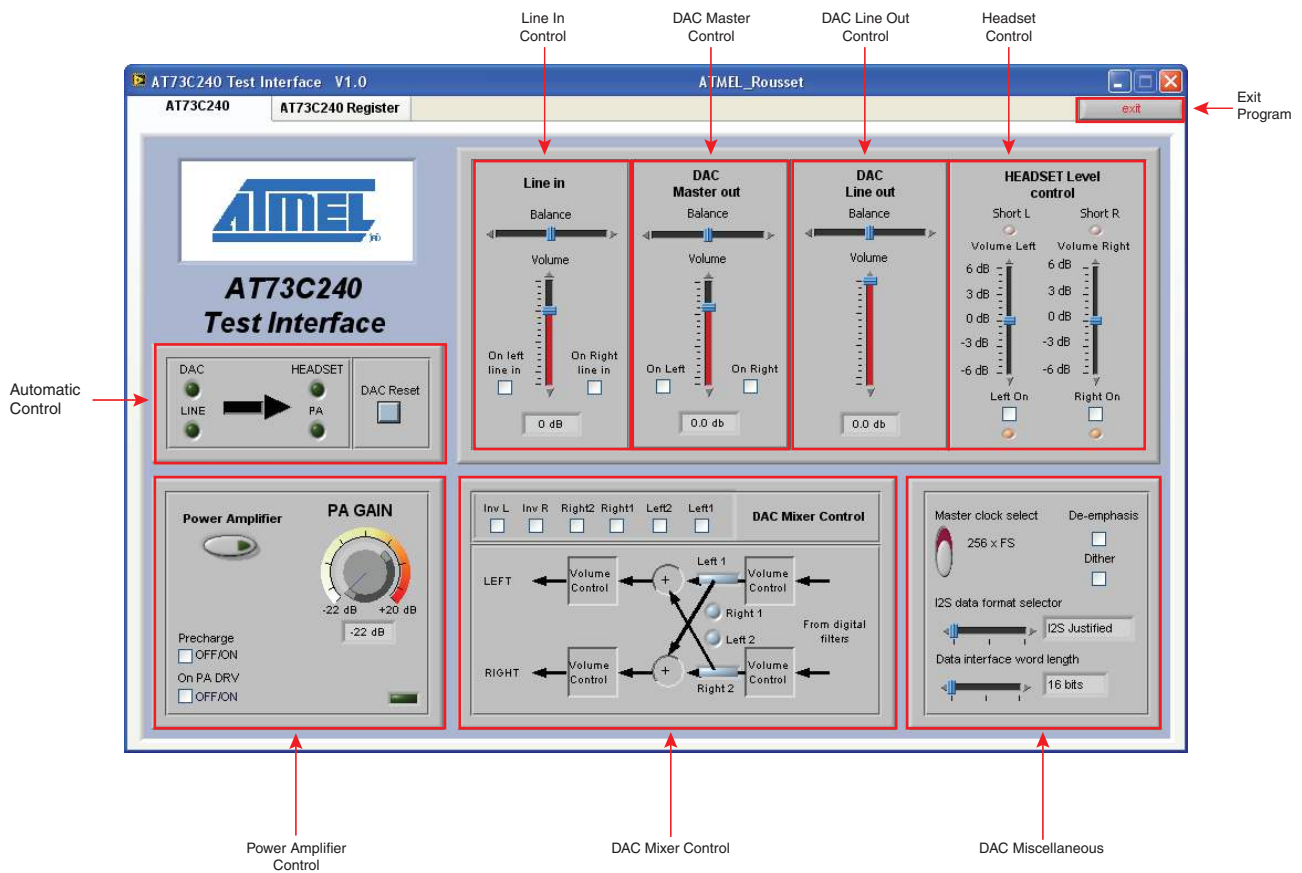 Line In
Control
DAC Master
Control
DAC Line Out
Control
Headset
Control
AT73C240 Test Interface V1.0
ATMEL_Rousset
AT73C240
AT73C240 Register
exit
Exit
Program
ATMEL
AT73C240
Test Interface
Line in
Balance
Volume
On left
line in
On Right
line in
0 dB
DAC
Master out
Balance
Volume
On Left
On Right
0.0 db
DAC
Line out
Balance
Volume
0.0 db
HEADSET Level
control
Short L
Short R
Volume Left
Volume Right
6 dB
6 dB
3 dB
3 dB
0 dB
0 dB
-3 dB
-3 dB
-6 dB
-6 dB
Left On
Right On
Automatic
Control
DAC
HEADSET
LINE
PA
DAC Reset
Power Amplifier
PA GAIN
-22 dB
+20 dB
-22 dB
Precharge
OFF/ON
On PA DRV
OFF/ON
Inv L
Inv R
Right2
Right1
Left2
Left1
DAC Mixer Control
LEFT
Volume
Control
+
Left 1
Volume
Control
Right 1
Left 2
From digital
filters
RIGHT
Volume
Control
+
Right 2
Volume
Control
Master clock select
256 x FS
De-emphasis
Dither
I2S data format selector
I2S Justified
Data interface word length
16 bits
Power Amplifier
Control
DAC Mixer Control
DAC Miscellaneous